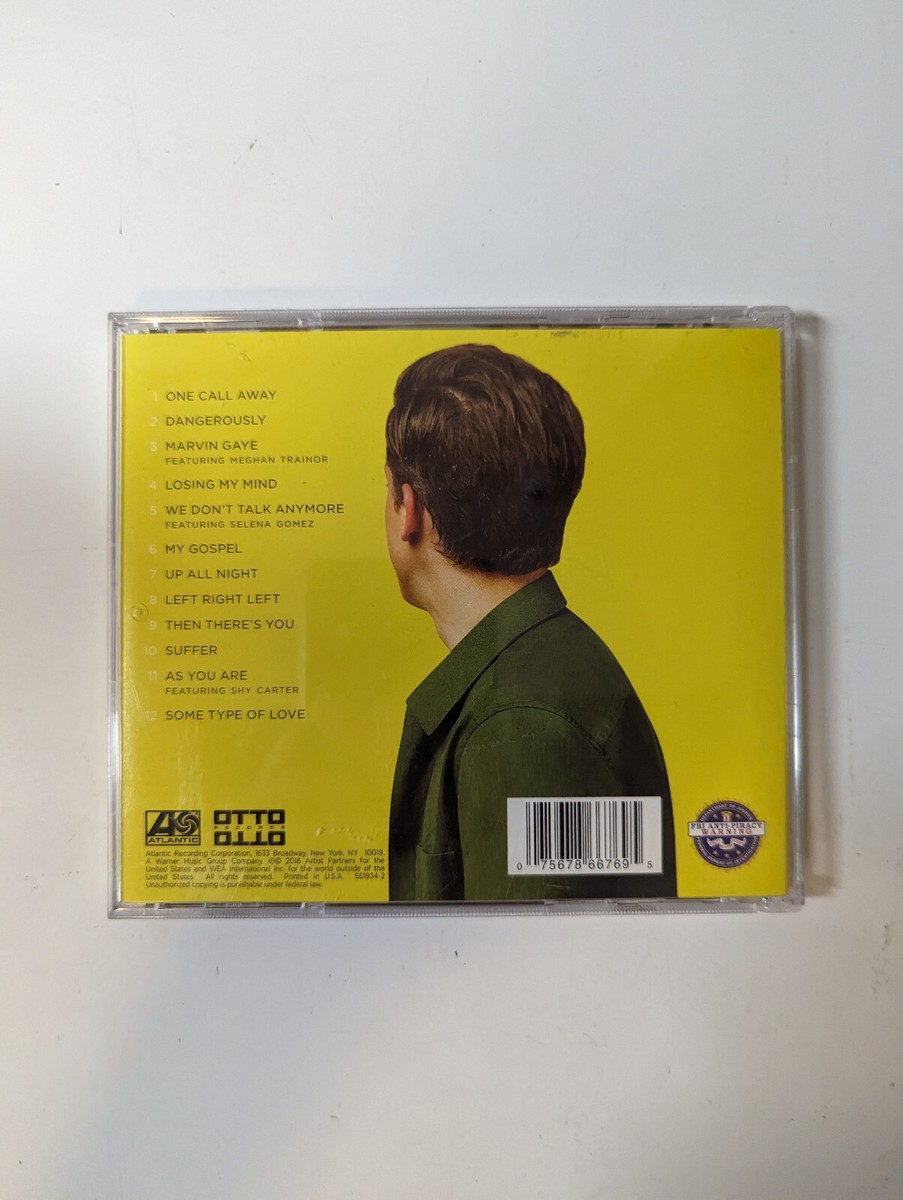 1 ONE CALL AWAY
2 DANGEROUSLY
3 MARVIN GAYE
FEATURING MEGHAN TRAINOR
4 LOSING MY MIND
5 WE DON'T TALK ANYMORE
FEATURING SELENA GOMEZ
6 MY GOSPEL
7 UP ALL NIGHT
8 LEFT RIGHT LEFT
9 THEN THERE'S YOU
10 SUFFER
11 AS YOU ARE
FEATURING SHY CARTER
12 SOME TYPE OF LOVE
ATLANTIC
OTTO
RECORDS
OTTO
Atlantic Recording Corporation, 1633 Broadway, New York, NY 10019.
A Warner Music Group Company. ℗© 2016 Artist Partners for the
United States and WEA International Inc. for the world outside of the
United States. All rights reserved. Printed in U.S.A. 551934-2
Unauthorized copying is punishable under federal law.
0 75678 66769 5
FBI ANTI-PIRACY
WARNING